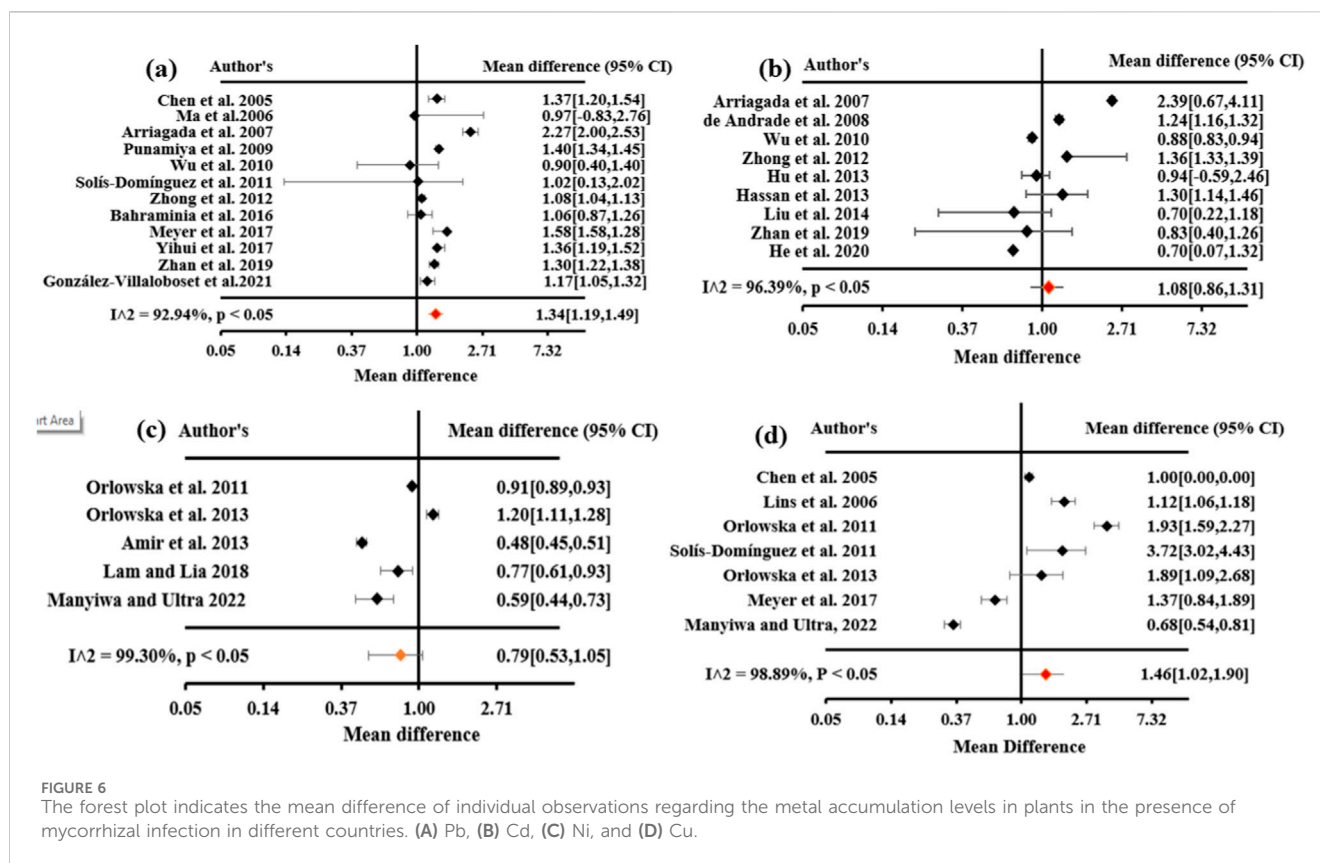 (a) Author's Mean difference (95% CI)
Chen et al. 2005 1.37[1.20,1.54]
Ma et al.2006 0.97[-0.83,2.76]
Arriagada et al. 2007 2.27[2.00,2.53]
Punamiya et al. 2009 1.40[1.34,1.45]
Wu et al. 2010 0.90[0.40,1.40]
Solís-Domínguez et al. 2011 1.02[0.13,2.02]
Zhong et al. 2012 1.08[1.04,1.13]
Bahraminia et al. 2016 1.06[0.87,1.26]
Meyer et al. 2017 1.58[1.58,1.28]
Yihui et al. 2017 1.36[1.19,1.52]
Zhan et al. 2019 1.30[1.22,1.38]
González-Villaloboset et al.2021 1.17[1.05,1.32]
I^2 = 92.94%, p < 0.05 1.34[1.19,1.49]
0.05 0.14 0.37 1.00 2.71 7.32
Mean difference
(b) Author's Mean difference (95% CI)
Arriagada et al. 2007 2.39[0.67,4.11]
de Andrade et al. 2008 1.24[1.16,1.32]
Wu et al. 2010 0.88[0.83,0.94]
Zhong et al. 2012 1.36[1.33,1.39]
Hu et al. 2013 0.94[-0.59,2.46]
Hassan et al. 2013 1.30[1.14,1.46]
Liu et al. 2014 0.70[0.22,1.18]
Zhan et al. 2019 0.83[0.40,1.26]
He et al. 2020 0.70[0.07,1.32]
I^2 = 96.39%, p < 0.05 1.08[0.86,1.31]
0.05 0.14 0.37 1.00 2.71 7.32
Mean difference
art Area
(c) Author's Mean difference (95% CI)
Orlowska et al. 2011 0.91[0.89,0.93]
Orlowska et al. 2013 1.20[1.11,1.28]
Amir et al. 2013 0.48[0.45,0.51]
Lam and Lia 2018 0.77[0.61,0.93]
Manyiwa and Ultra 2022 0.59[0.44,0.73]
I^2 = 99.30%, p < 0.05 0.79[0.53,1.05]
0.05 0.14 0.37 1.00 2.71
Mean difference
(d) Author's Mean difference (95% CI)
Chen et al. 2005 1.00[0.00,0.00]
Lins et al. 2006 1.12[1.06,1.18]
Orlowska et al. 2011 1.93[1.59,2.27]
Solís-Domínguez et al. 2011 3.72[3.02,4.43]
Orlowska et al. 2013 1.89[1.09,2.68]
Meyer et al. 2017 1.37[0.84,1.89]
Manyiwa and Ultra, 2022 0.68[0.54,0.81]
I^2 = 98.89%, P < 0.05 1.46[1.02,1.90]
0.05 0.14 0.37 1.00 2.71 7.32
Mean Difference
FIGURE 6
The forest plot indicates the mean difference of individual observations regarding the metal accumulation levels in plants in the presence of
mycorrhizal infection in different countries. (A) Pb, (B) Cd, (C) Ni, and (D) Cu.